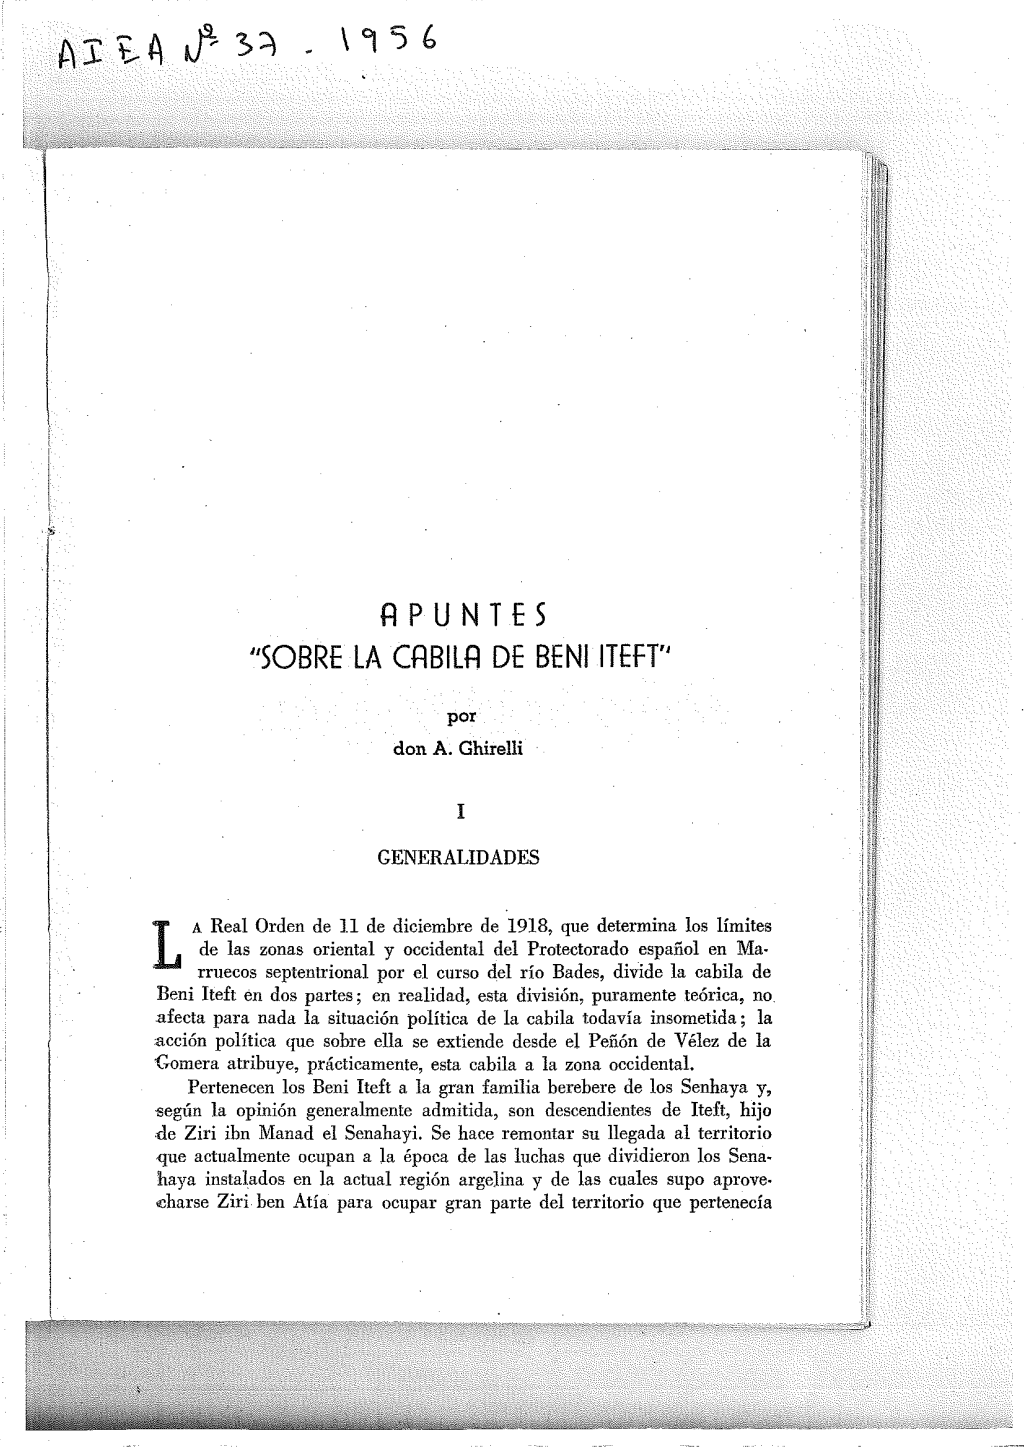 AIEA Nº 37 - 1956
APUNTES
"SOBRE LA CABILA DE BENI ITEFT"
por
don A. Ghirelli
I
GENERALIDADES
LA Real Orden de 11 de diciembre de 1918, que determina los límites
de las zonas oriental y occidental del Protectorado español en Ma-
rruecos septentrional por el curso del río Bades, divide la cabila de
Beni Iteft en dos partes; en realidad, esta división, puramente teórica, no
afecta para nada la situación política de la cabila todavía insometida; la
acción política que sobre ella se extiende desde el Peñón de Vélez de la
Gomera atribuye, prácticamente, esta cabila a la zona occidental.
Pertenecen los Beni Iteft a la gran familia berebere de los Senhaya y,
según la opinión generalmente admitida, son descendientes de Iteft, hijo
de Ziri ibn Manad el Senahayi. Se hace remontar su llegada al territorio
que actualmente ocupan a la época de las luchas que dividieron los Sena-
haya instalados en la actual región argelina y de las cuales supo aprove-
charse Ziri ben Atía para ocupar gran parte del territorio que pertenecía